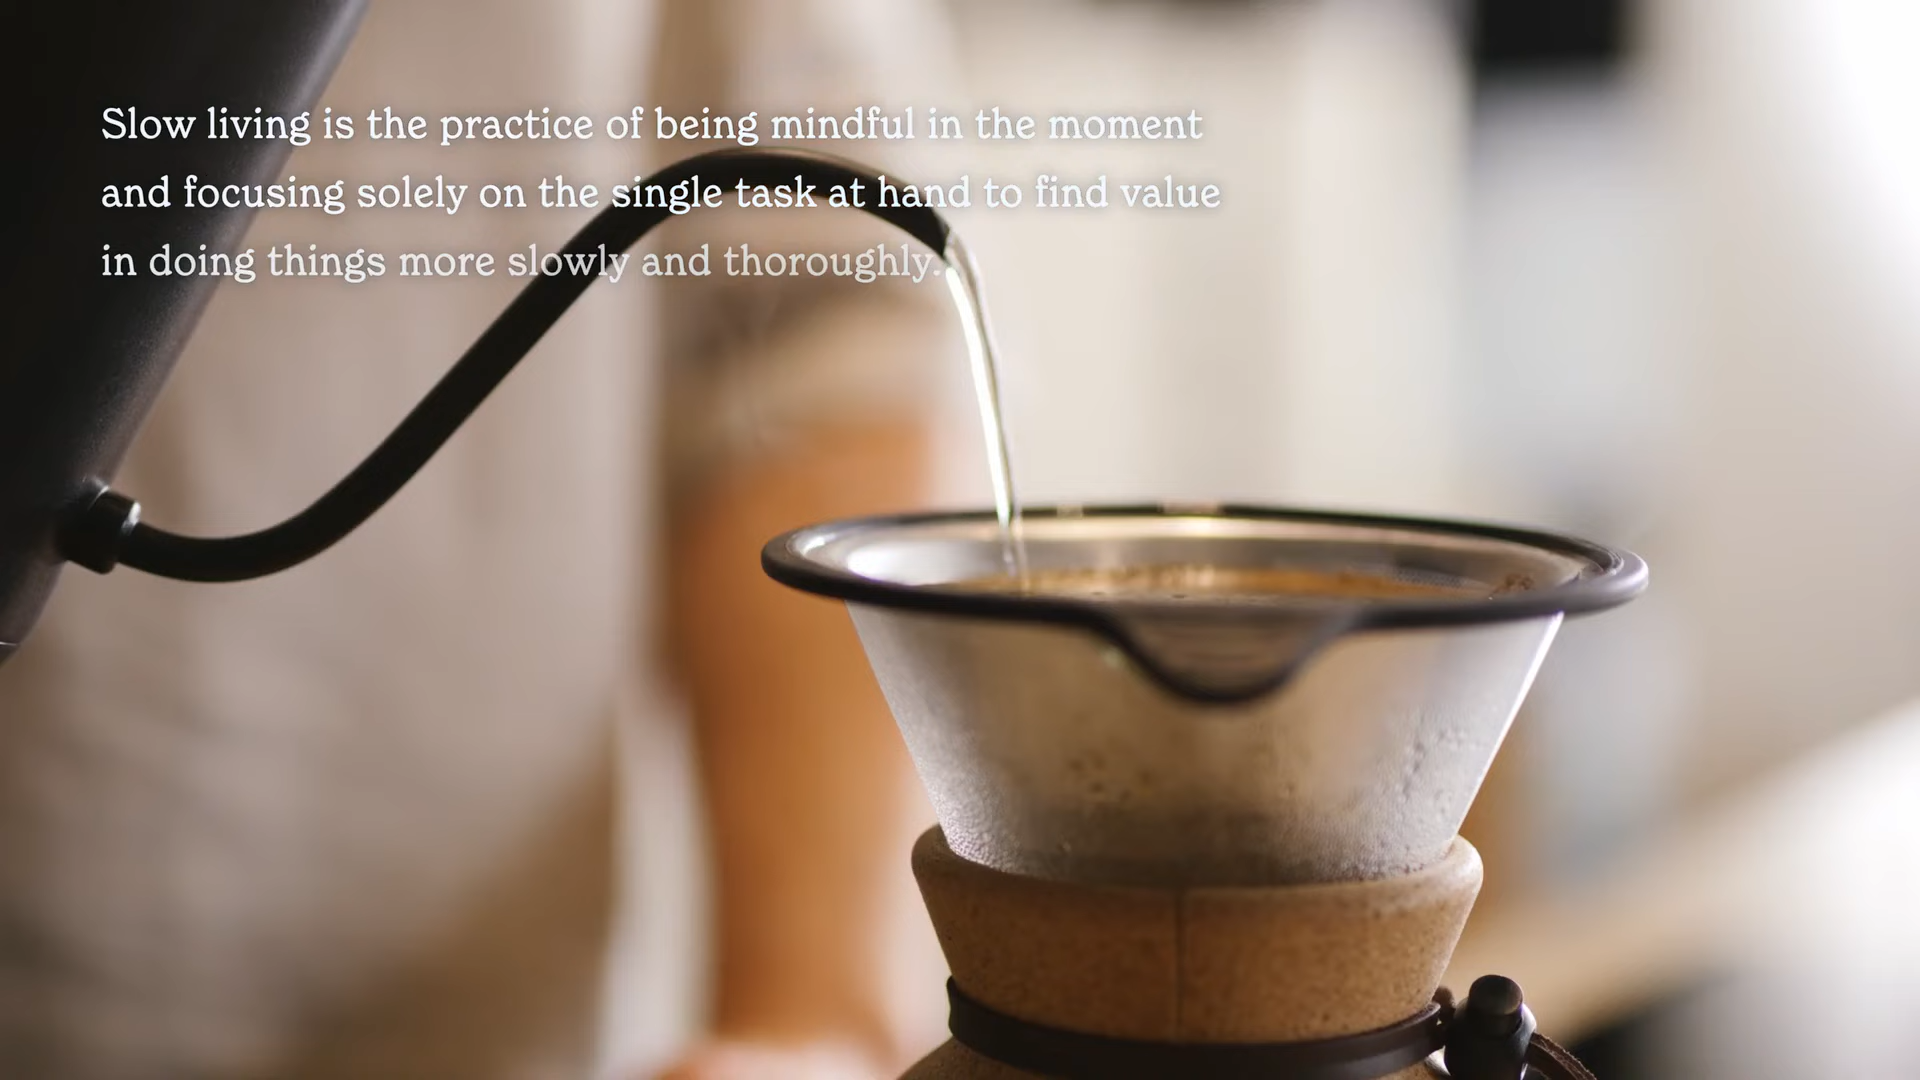 Slow living is the practice of being mindful in the moment
and focusing solely on the single task at hand to find value
in doing things more slowly and thoroughly.